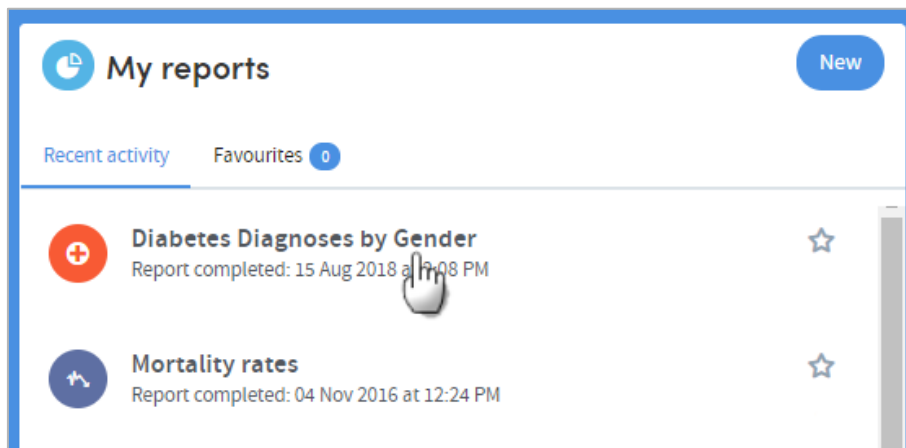 My reports
New
Recent activity
Favourites 0
Diabetes Diagnoses by Gender
Report completed: 15 Aug 2018 PM
Mortality rates
Report completed: 04 Nov 2016 at 12:24 PM